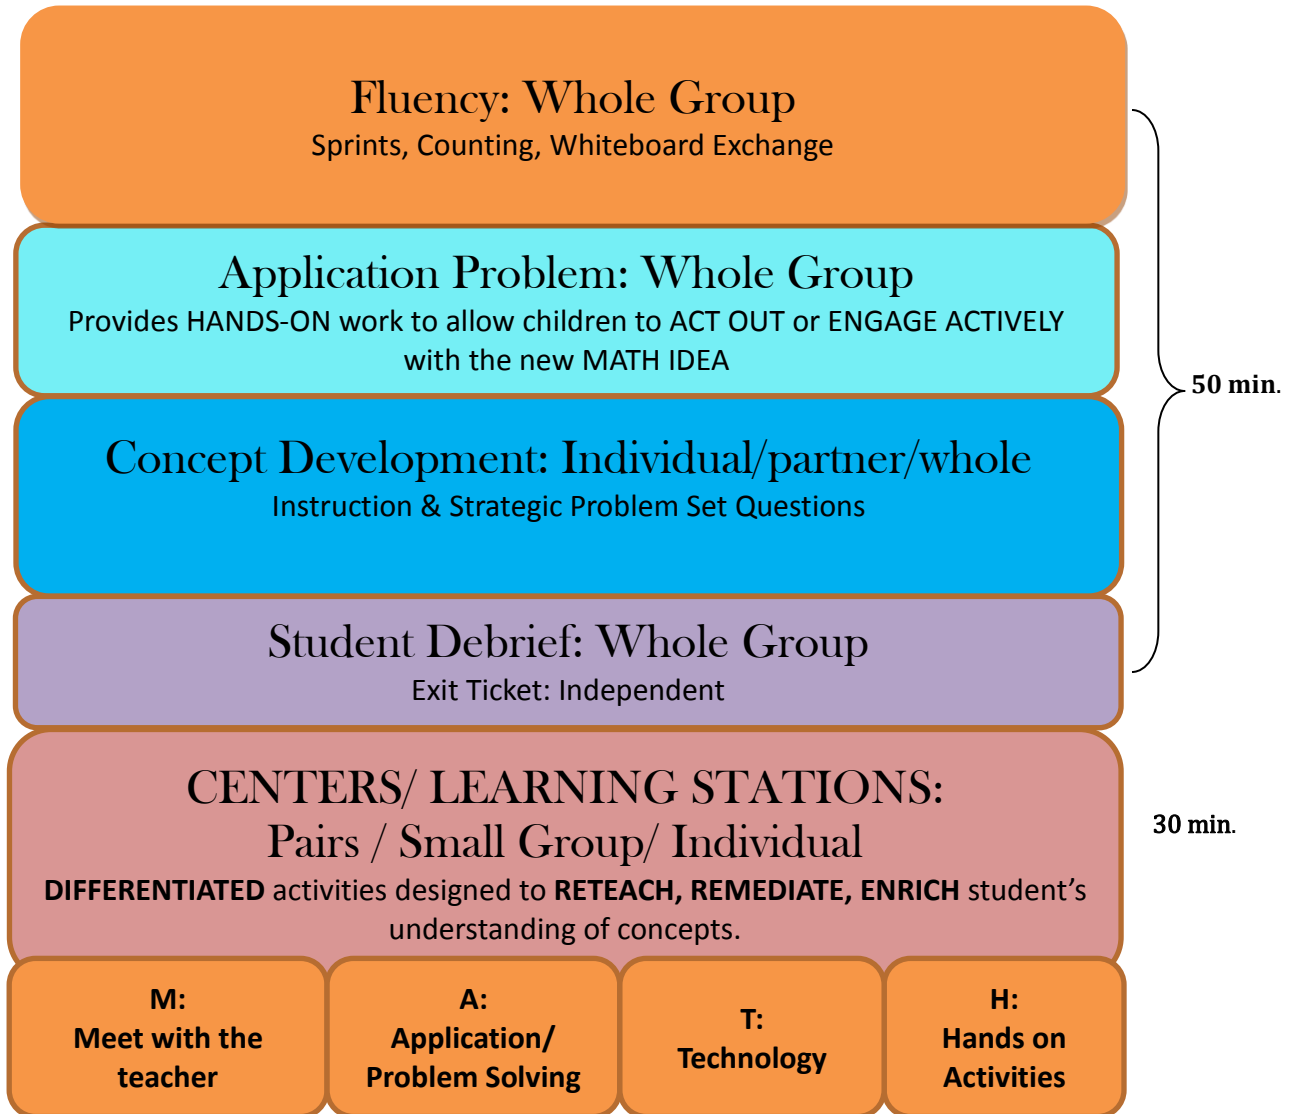 Fluency: Whole Group
Sprints, Counting, Whiteboard Exchange
Application Problem: Whole Group
Provides HANDS-ON work to allow children to ACT OUT or ENGAGE ACTIVELY
with the new MATH IDEA
50 min.
Concept Development: Individual/partner/whole
Instruction & Strategic Problem Set Questions
Student Debrief: Whole Group
Exit Ticket: Independent
CENTERS/ LEARNING STATIONS:
Pairs / Small Group/ Individual
DIFFERENTIATED activities designed to RETEACH, REMEDIATE, ENRICH student’s
understanding of concepts.
30 min.
M:
Meet with the
teacher
A:
Application/
Problem Solving
T:
Technology
H:
Hands on
Activities